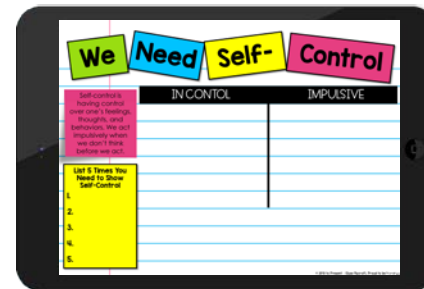 We Need Self- Control
IN CONTOL IMPULSIVE
Self-control is
having control
over one's feelings,
thoughts, and
behaviors. We act
impulsively when
we don't think
before we act.
List 5 Times You
Need to Show
Self-Control
1.
2.
3.
4.
5.